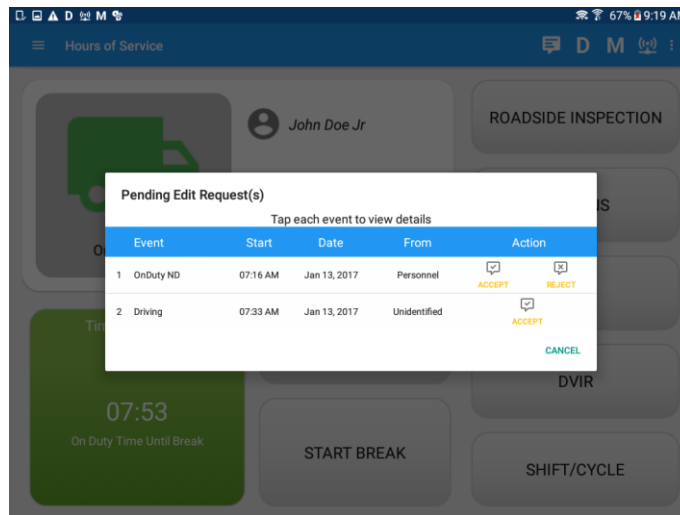 67% 9:19 AM
Hours of Service
D M
John Doe Jr
ROADSIDE INSPECTION
Pending Edit Request(s)
Tap each event to view details
Event Start Date From Action
1 OnDuty ND 07:16 AM Jan 13, 2017 Personnel ACCEPT REJECT
2 Driving 07:33 AM Jan 13, 2017 Unidentified ACCEPT
CANCEL
DVIR
07:53
On Duty Time Until Break
START BREAK
SHIFT/CYCLE